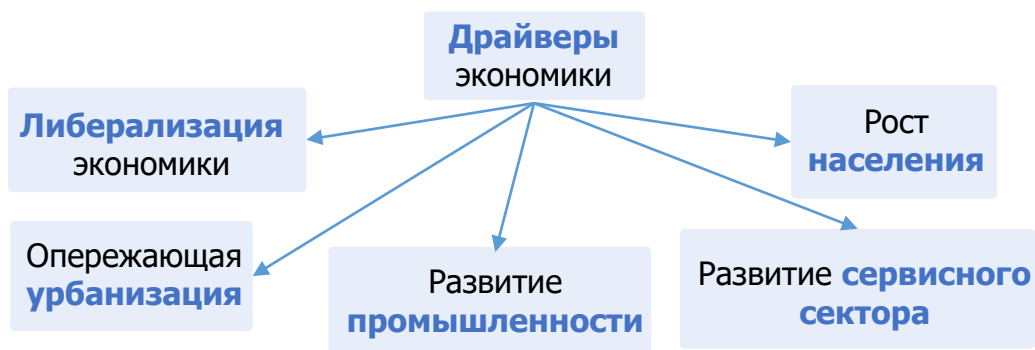 Драйверы
экономики
Либерализация
экономики
Рост
населения
Опережающая
урбанизация
Развитие
промышленности
Развитие сервисного
сектора